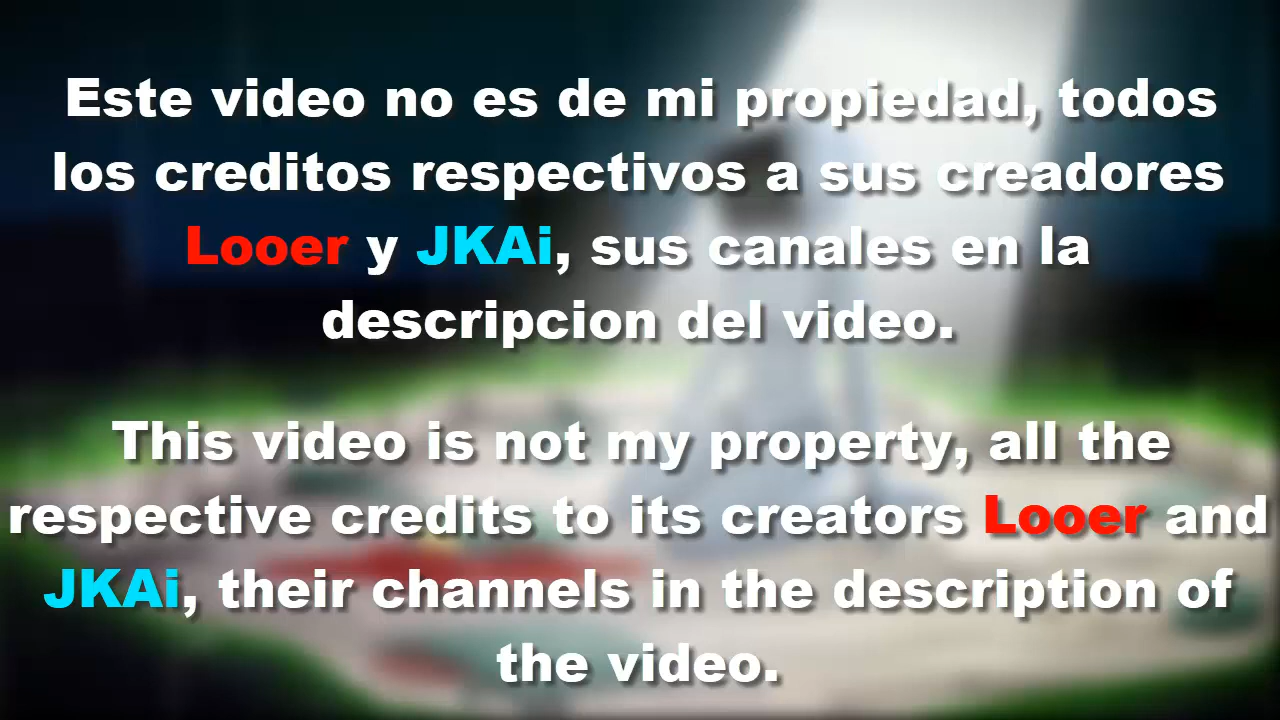 Este video no es de mi propiedad, todos
los creditos respectivos a sus creadores
Looer y JKAi, sus canales en la
descripcion del video.
This video is not my property, all the
respective credits to its creators Looer and
JKAi, their channels in the description of
the video.